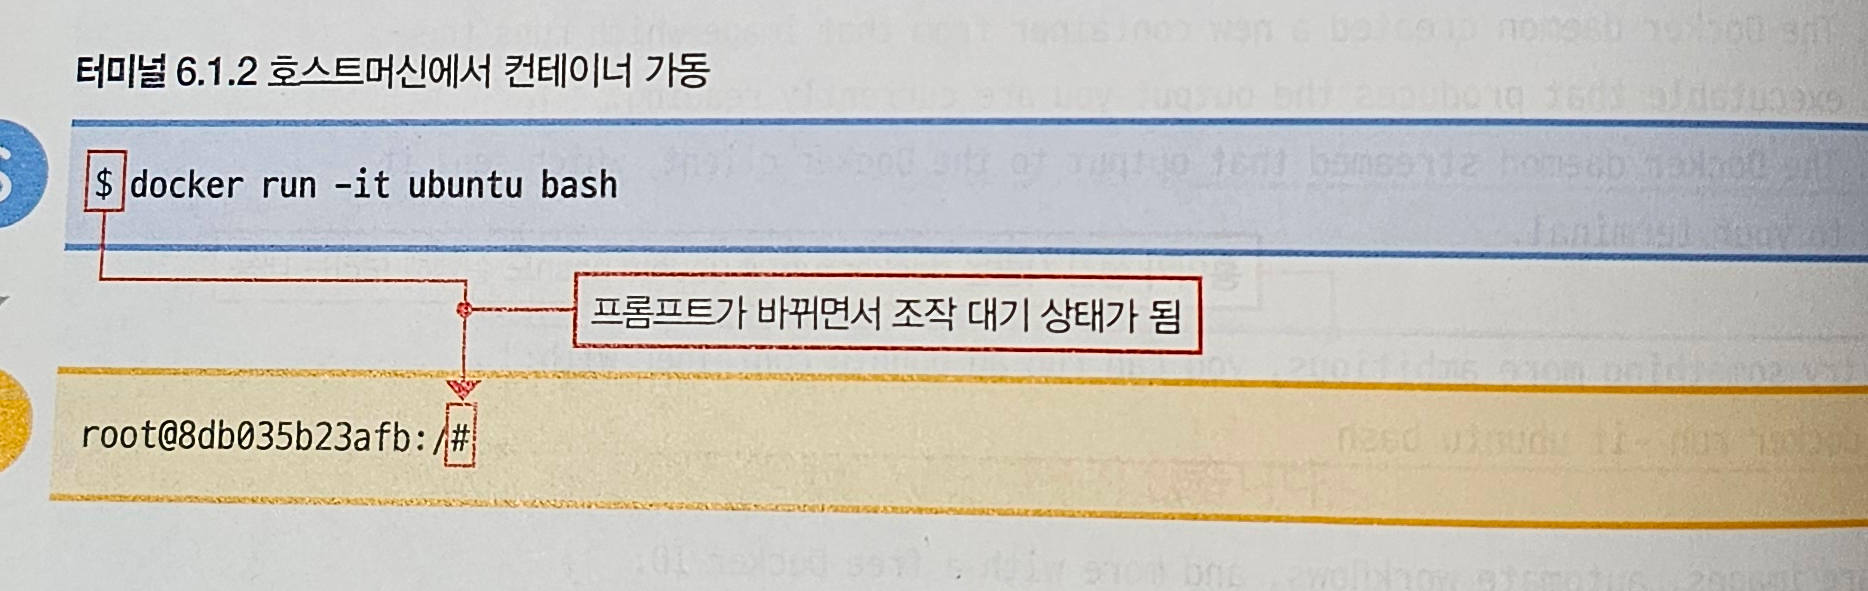 터미널 6.1.2 호스트머신에서 컨테이너 가동
$ docker run -it ubuntu bash
프롬프트가 바뀌면서 조작 대기 상태가 됨
root@8db035b23afb:/#